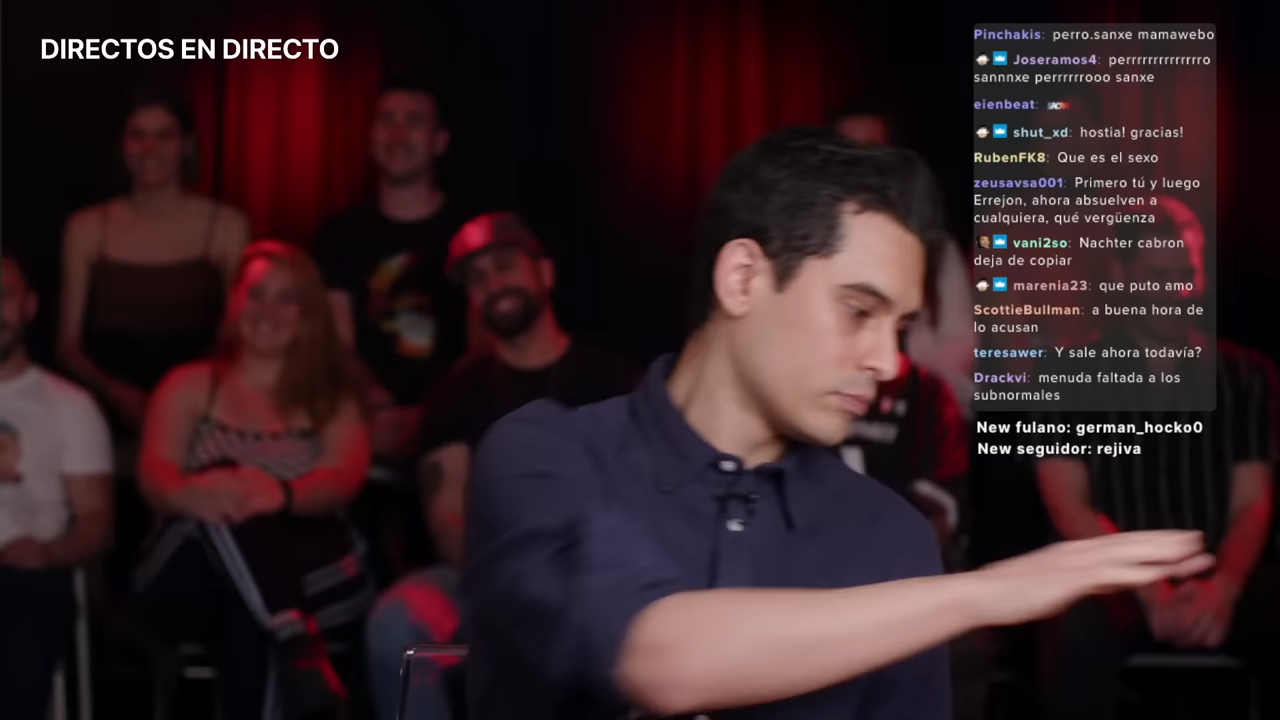 DIRECTOS EN DIRECTO
Pinchakis: perro.sanxe mamawebo
Joseramos4: perrrrrrrrrrrrrro
sannnxe perrrrrrooo sanxe
eienbeat:
shut_xd: hostia! gracias!
RubenFK8: Que es el sexo
zeusavsa001: Primero tú y luego
Errejon, ahora absuelven a
cualquiera, qué vergüenza
vani2so: Nachter cabron
deja de copiar
marenia23: que puto amo
ScottieBullman: a buena hora de
lo acusan
teresawer: Y sale ahora todavía?
Drackvi: menuda faltada a los
subnormales
New fulano: german_hocko0
New seguidor: rejiva